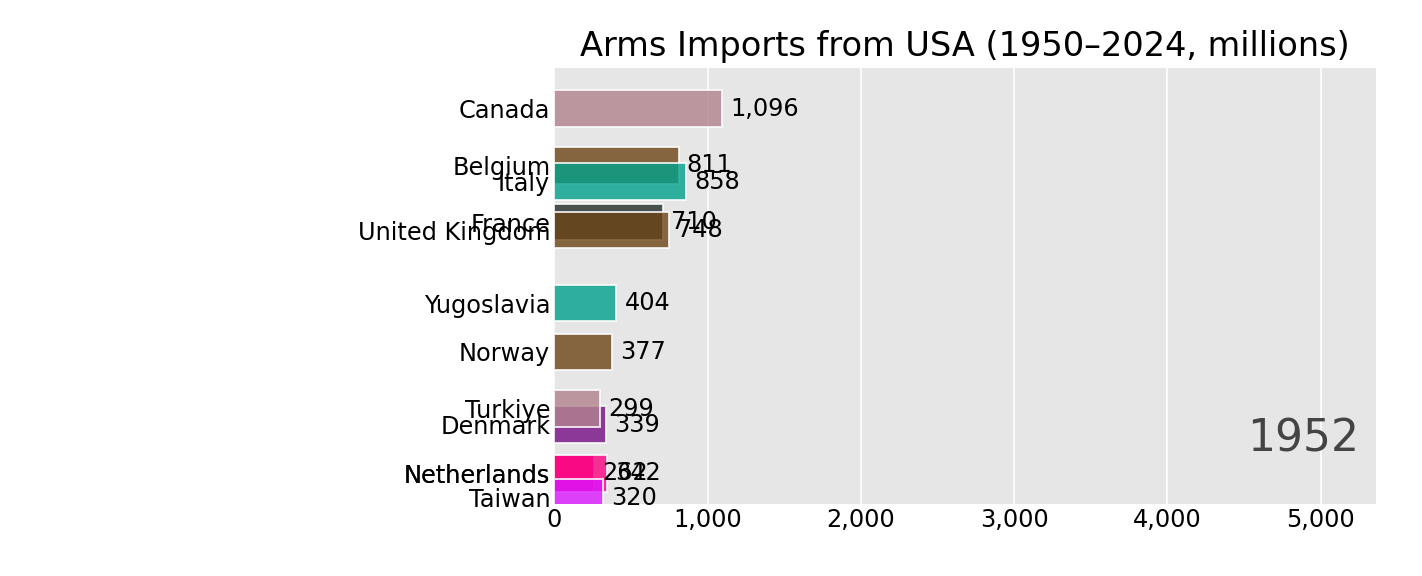 Arms Imports from USA (1950–2024, millions)
Canada 1,096
Belgium 811
Italy 858
France 710
United Kingdom 748
Yugoslavia 404
Norway 377
Turkiye 299
Denmark 339
1952
Netherlands
Taiwan 320
0 1,000 2,000 3,000 4,000 5,000